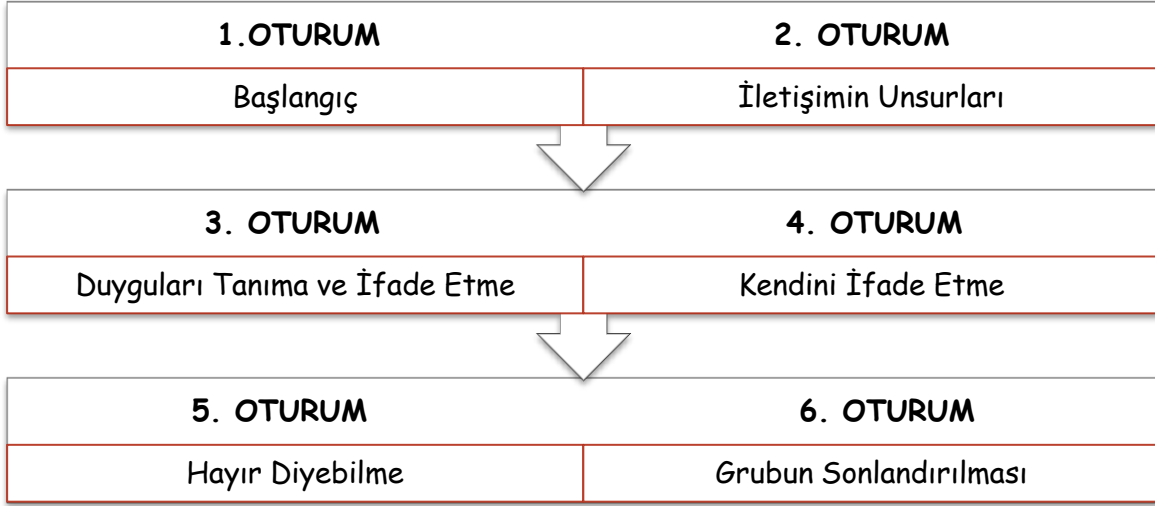 1.OTURUM 2. OTURUM
Başlangıç İletişimin Unsurları
3. OTURUM 4. OTURUM
Duyguları Tanıma ve İfade Etme Kendini İfade Etme
5. OTURUM 6. OTURUM
Hayır Diyebilme Grubun Sonlandırılması